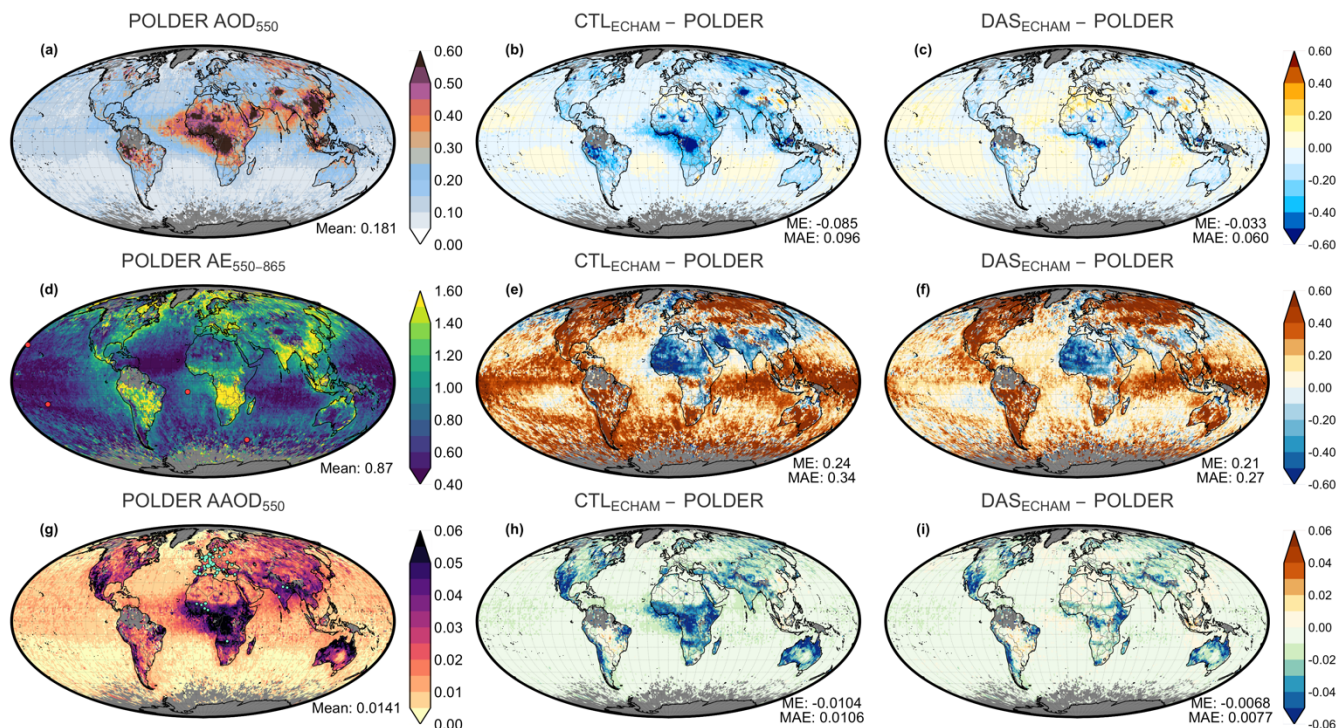 POLDER AOD550
CTLECHAM – POLDER
DASECHAM – POLDER
(a)
0.60
0.50
0.40
0.30
0.20
0.10
0.00
Mean: 0.181
(b)
ME: -0.085
MAE: 0.096
(c)
0.60
0.40
0.20
0.00
-0.20
-0.40
-0.60
ME: -0.033
MAE: 0.060
POLDER AE550–865
CTLECHAM – POLDER
DASECHAM – POLDER
(d)
1.60
1.40
1.20
1.00
0.80
0.60
0.40
Mean: 0.87
(e)
ME: 0.24
MAE: 0.34
(f)
0.60
0.40
0.20
0.00
-0.20
-0.40
-0.60
ME: 0.21
MAE: 0.27
POLDER AAOD550
CTLECHAM – POLDER
DASECHAM – POLDER
(g)
0.06
0.05
0.04
0.03
0.02
0.01
0.00
Mean: 0.0141
(h)
ME: -0.0104
MAE: 0.0106
(i)
0.06
0.04
0.02
0.00
-0.02
-0.04
-0.06
ME: -0.0068
MAE: 0.0077